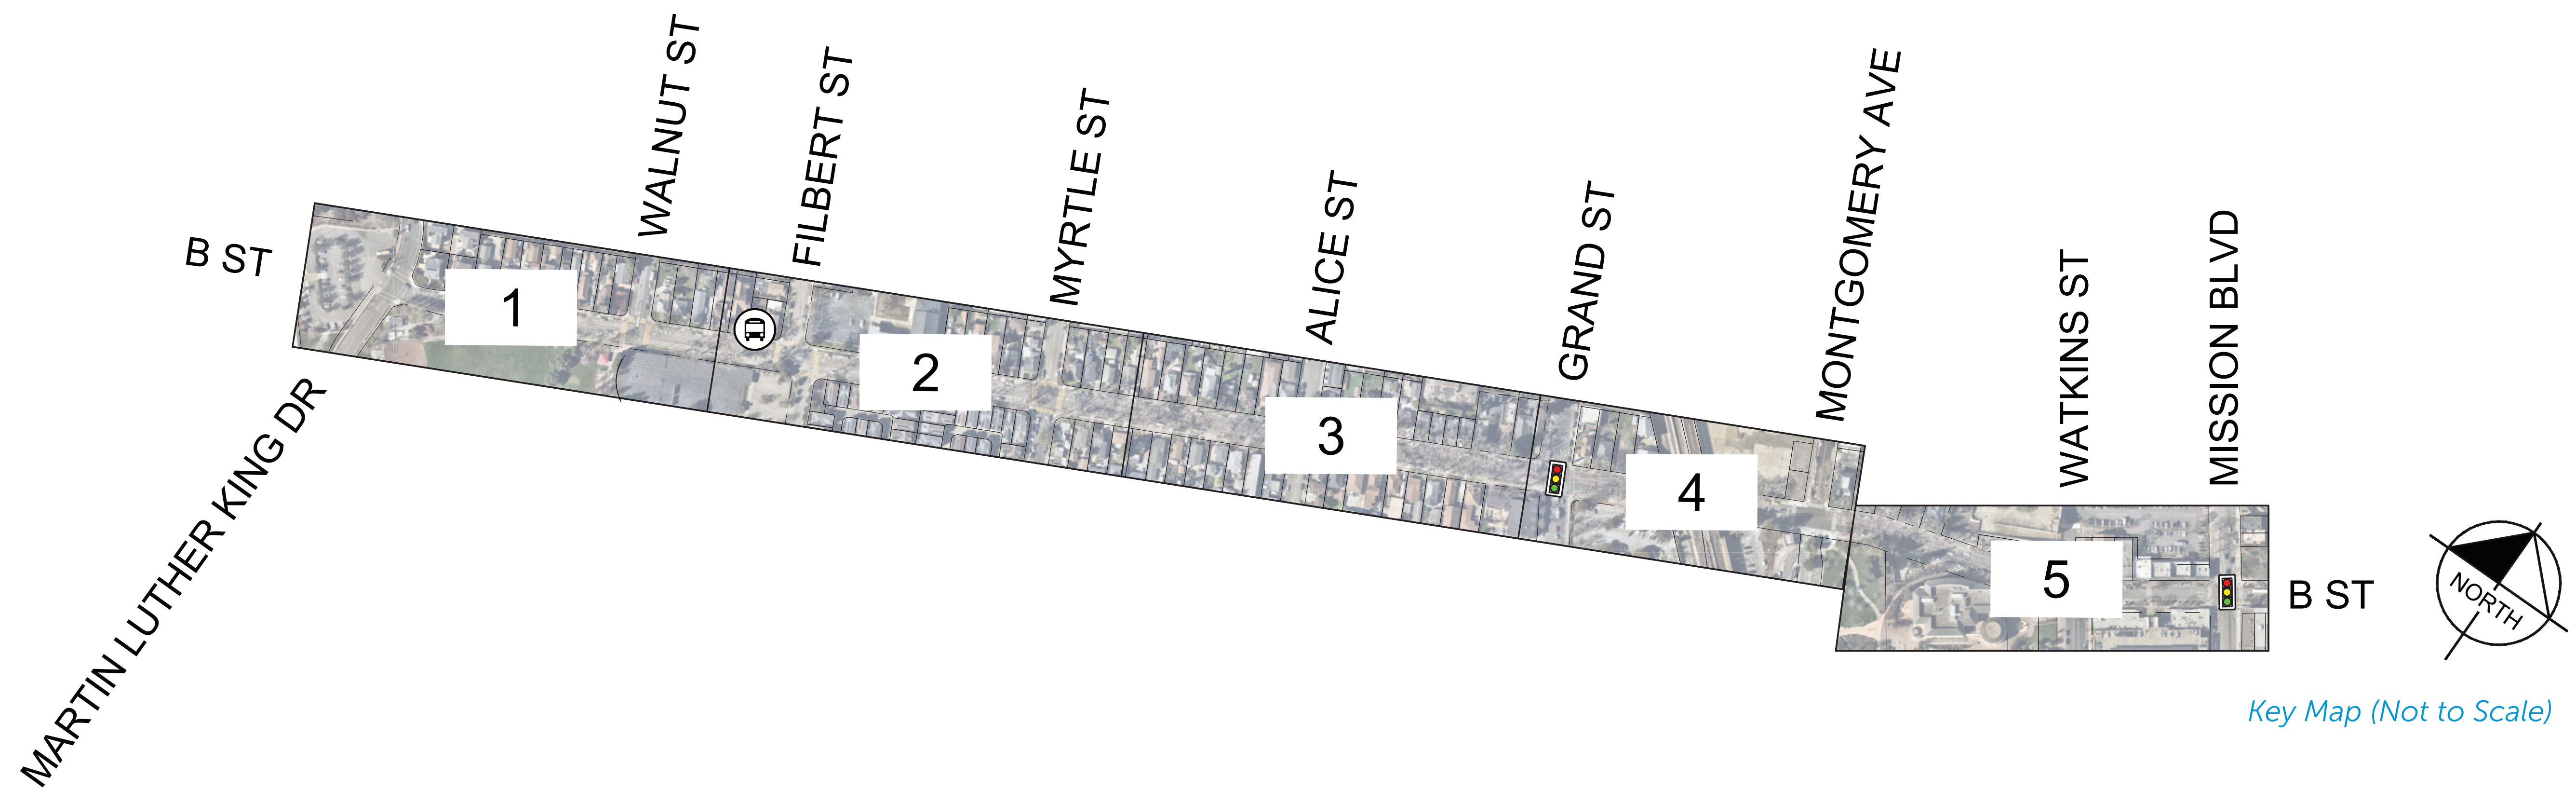 WALNUT ST
FILBERT ST
MYRTLE ST
ALICE ST
GRAND ST
MONTGOMERY AVE
WATKINS ST
MISSION BLVD
B ST
MARTIN LUTHER KING DR
1
2
3
4
5
B ST
NORTH
Key Map (Not to Scale)